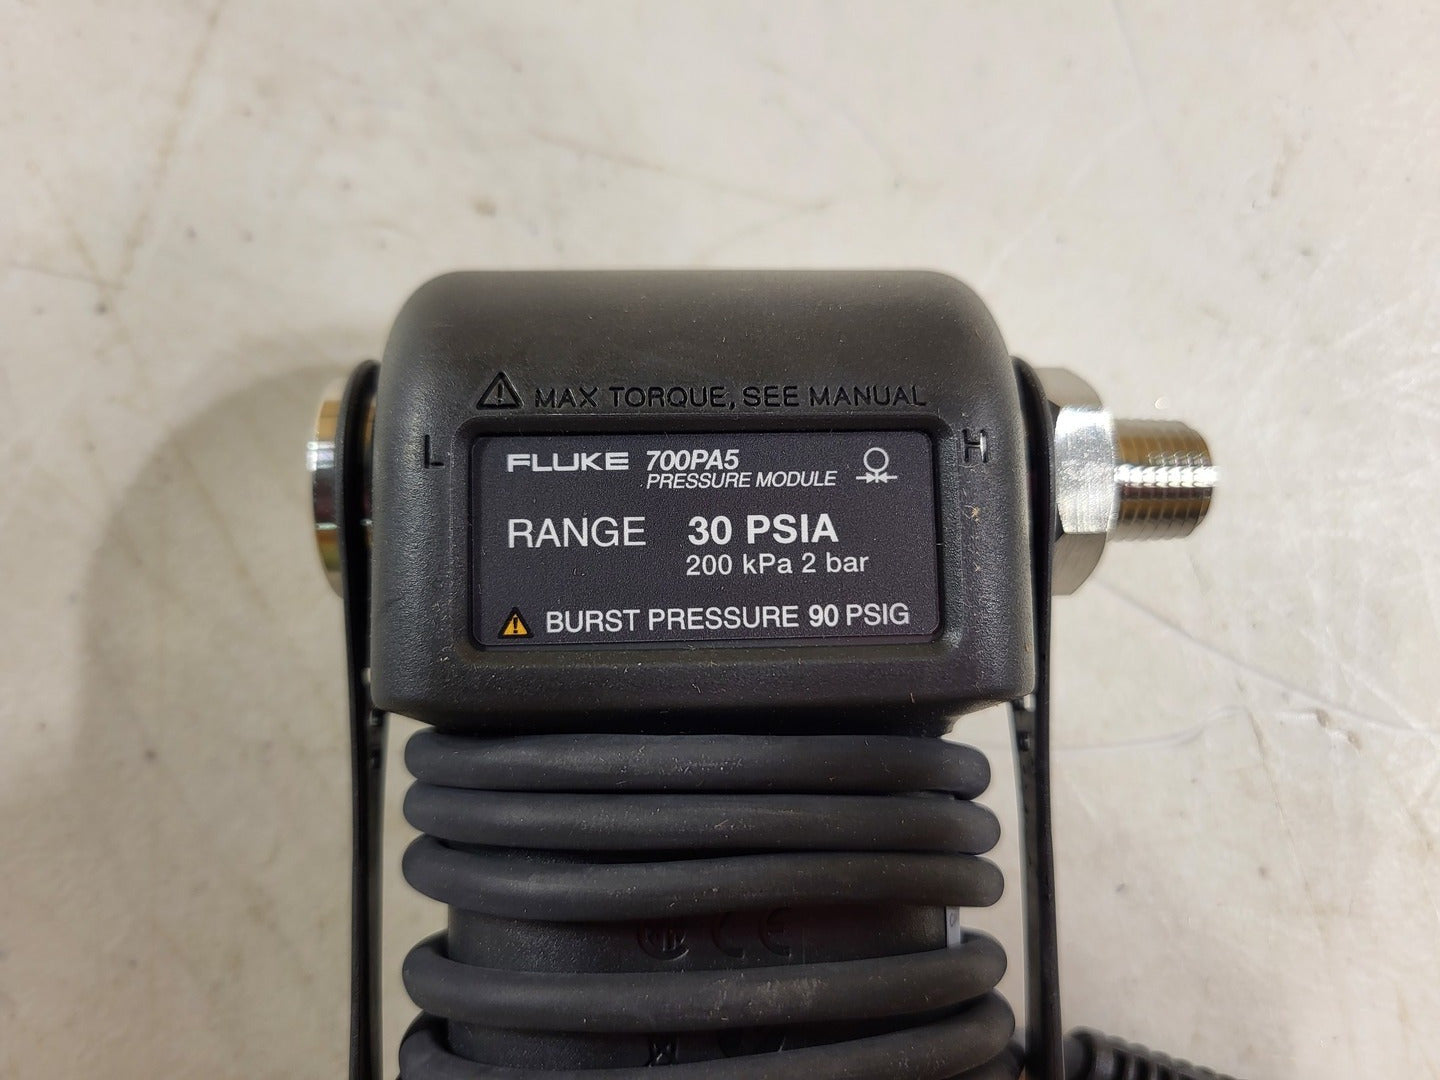 MAX TORQUE, SEE MANUAL
L
H
FLUKE 700PA5
PRESSURE MODULE
RANGE 30 PSIA
200 kPa 2 bar
BURST PRESSURE 90 PSIG
CE